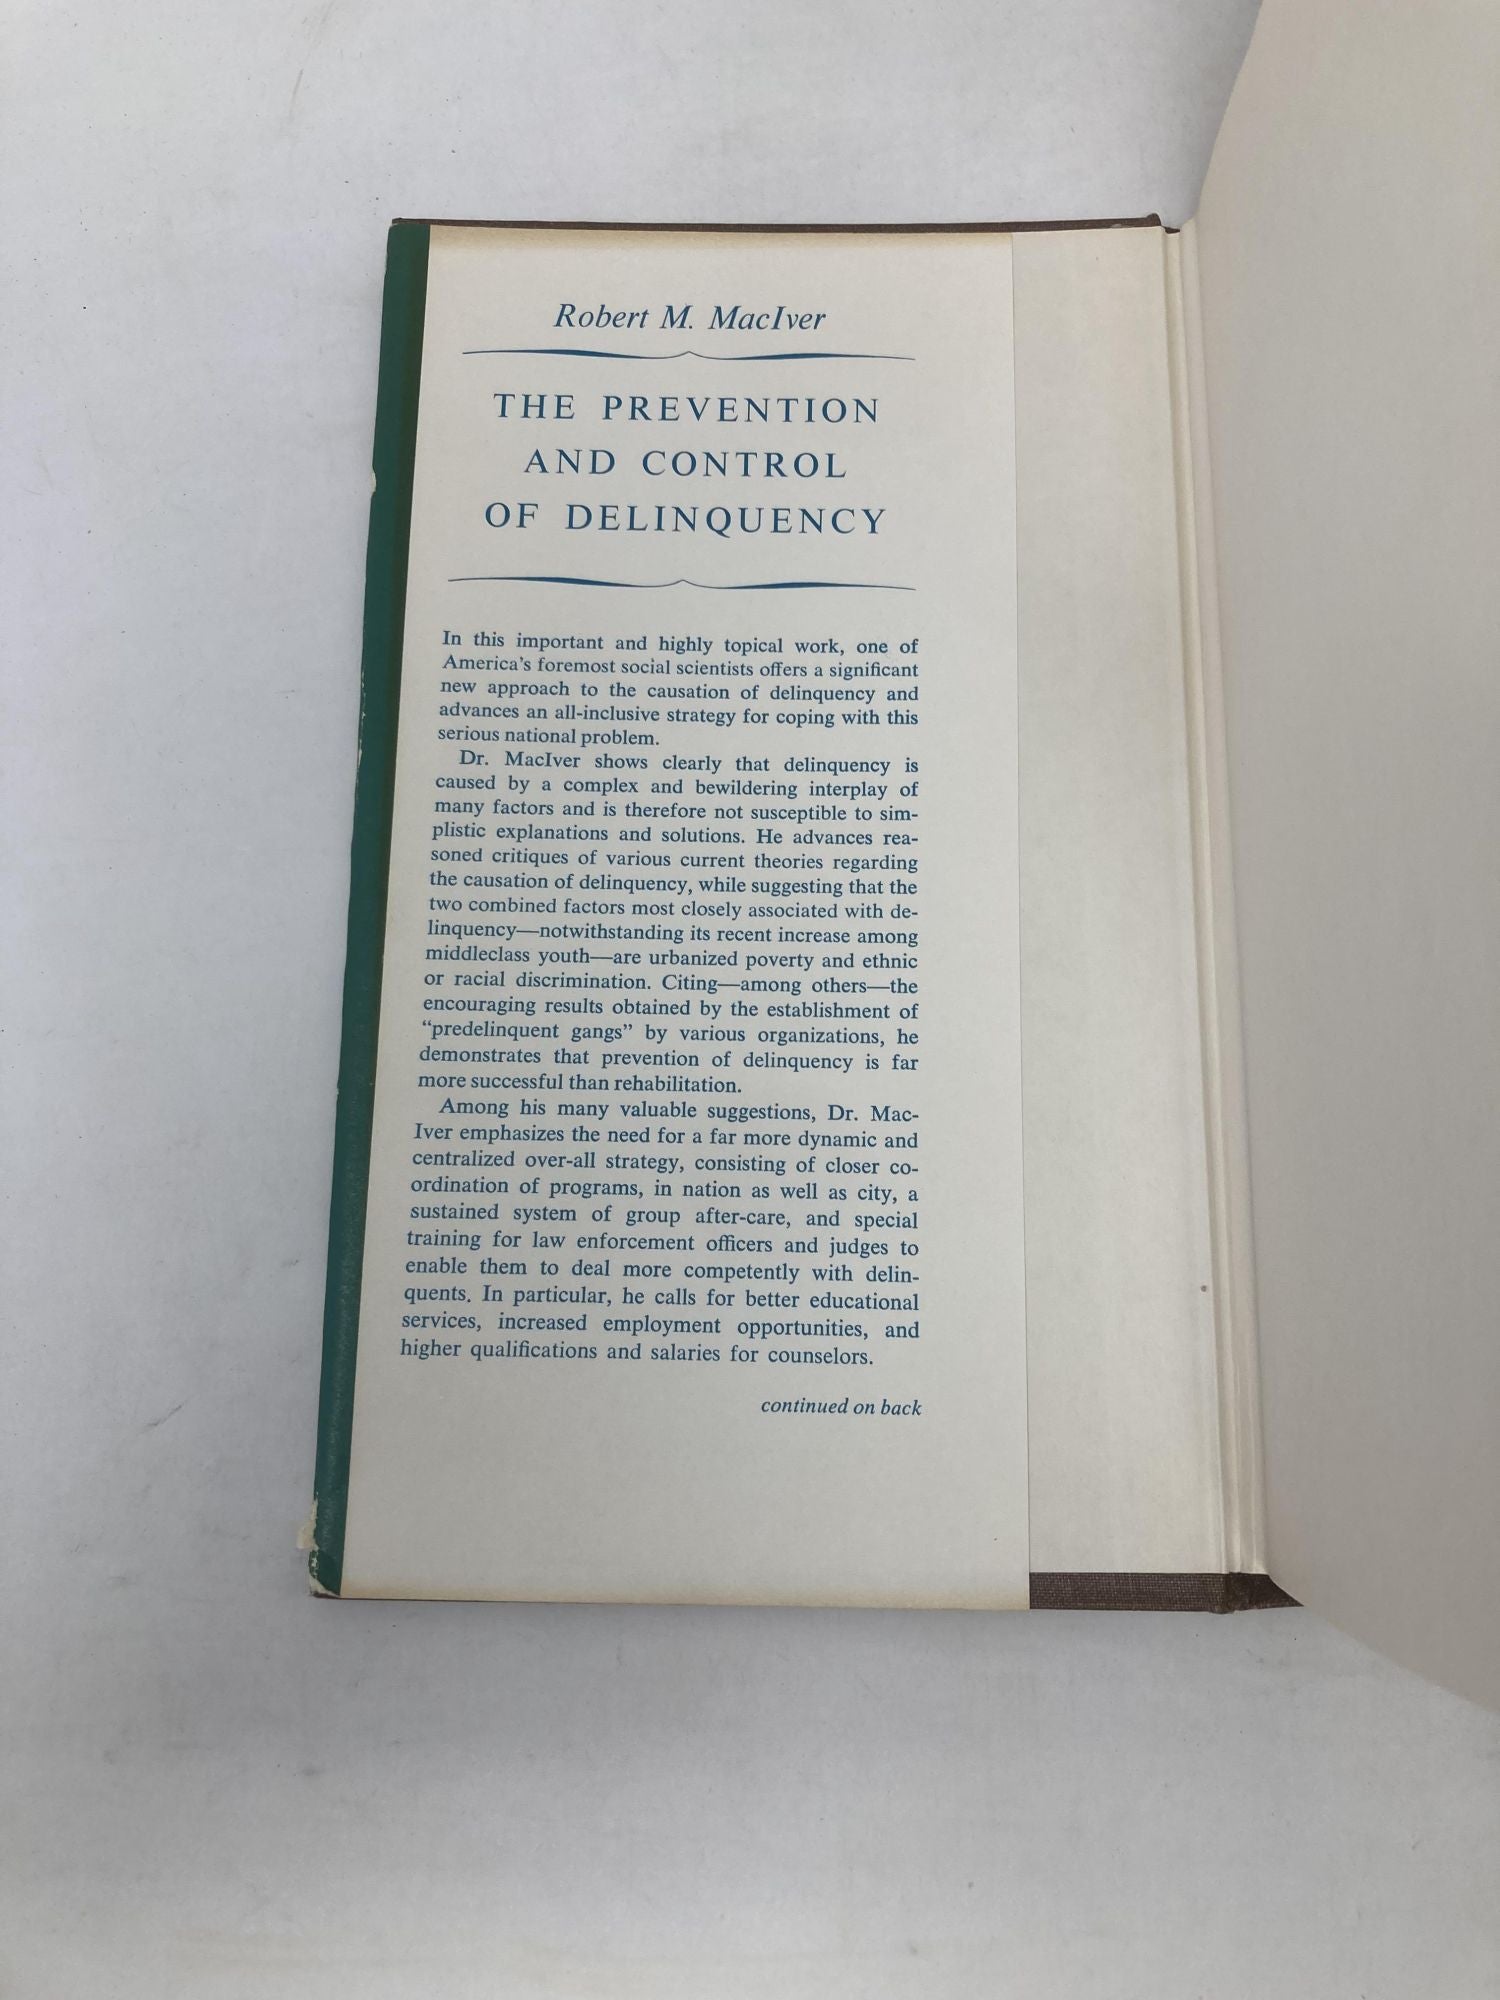 Robert M. MacIver
THE PREVENTION
AND CONTROL
OF DELINQUENCY
In this important and highly topical work, one of
America's foremost social scientists offers a significant
new approach to the causation of delinquency and
advances an all-inclusive strategy for coping with this
serious national problem.
Dr. MacIver shows clearly that delinquency is
caused by a complex and bewildering interplay of
many factors and is therefore not susceptible to sim-
plistic explanations and solutions. He advances rea-
soned critiques of various current theories regarding
the causation of delinquency, while suggesting that the
two combined factors most closely associated with de-
linquency—notwithstanding its recent increase among
middleclass youth—are urbanized poverty and ethnic
or racial discrimination. Citing—among others—the
encouraging results obtained by the establishment of
“predelinquent gangs” by various organizations, he
demonstrates that prevention of delinquency is far
more successful than rehabilitation.
Among his many valuable suggestions, Dr. Mac-
Iver emphasizes the need for a far more dynamic and
centralized over-all strategy, consisting of closer co-
ordination of programs, in nation as well as city, a
sustained system of group after-care, and special
training for law enforcement officers and judges to
enable them to deal more competently with delin-
quents. In particular, he calls for better educational
services, increased employment opportunities, and
higher qualifications and salaries for counselors.
continued on back